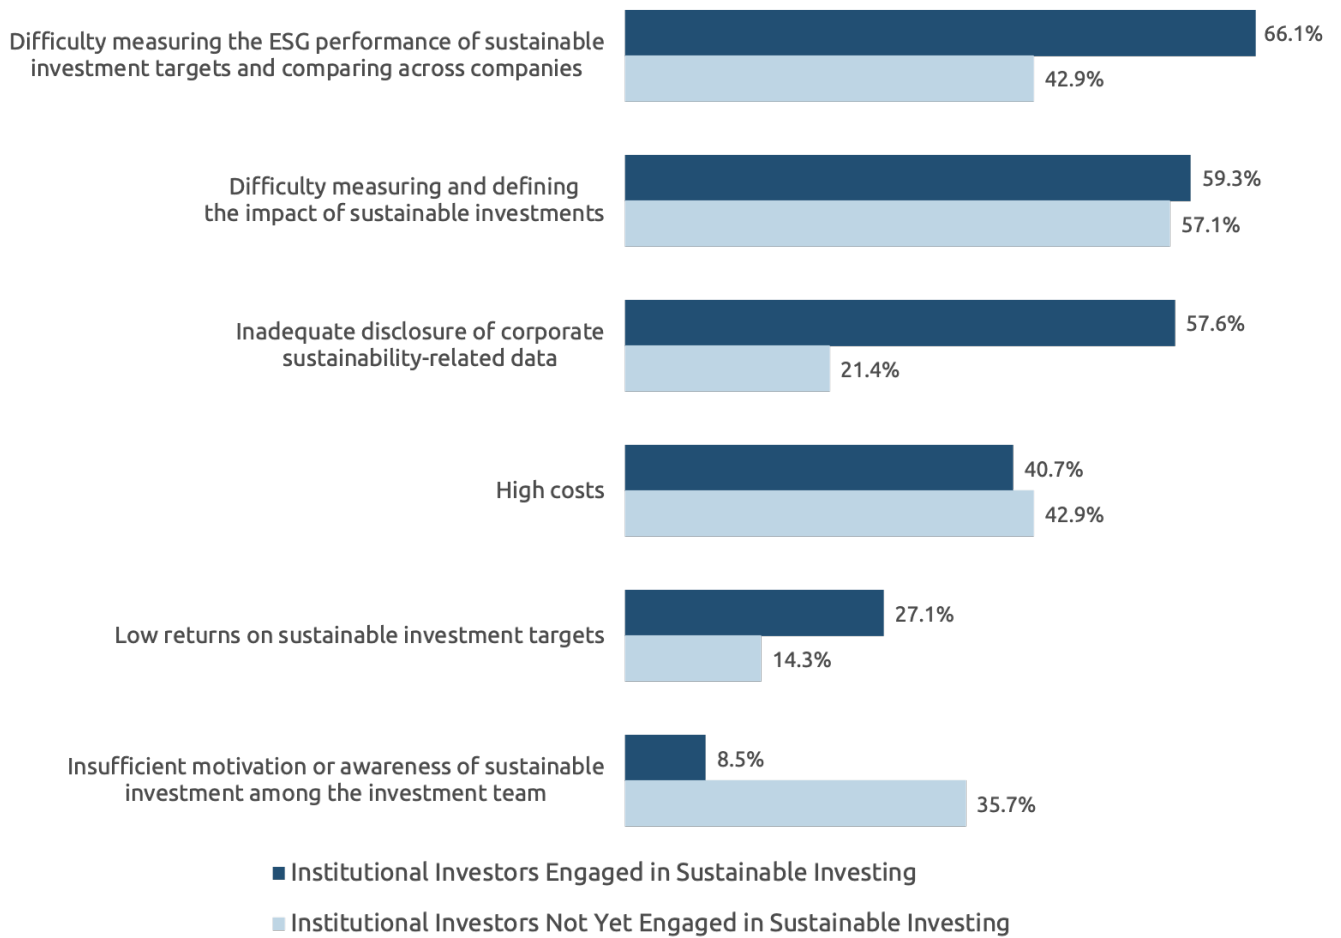 Difficulty measuring the ESG performance of sustainable
investment targets and comparing across companies
66.1%
42.9%
Difficulty measuring and defining
the impact of sustainable investments
59.3%
57.1%
Inadequate disclosure of corporate
sustainability-related data
57.6%
21.4%
High costs
40.7%
42.9%
Low returns on sustainable investment targets
27.1%
14.3%
Insufficient motivation or awareness of sustainable
investment among the investment team
8.5%
35.7%
Institutional Investors Engaged in Sustainable Investing
Institutional Investors Not Yet Engaged in Sustainable Investing